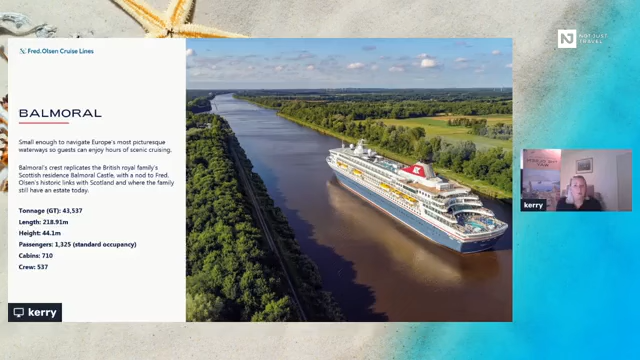 Fred. Olsen Cruise Lines
NOT JUST
TRAVEL
BALMORAL
Small enough to navigate Europe's most picturesque
waterways so guests can enjoy hours of scenic cruising.
Balmoral's crest replicates the British royal family's
Scottish residence Balmoral Castle, with a nod to Fred.
Olsen's historic links with Scotland and where the family
still have an estate today.
Tonnage (GT): 43,537
Length: 218.91m
Height: 44.1m
Passengers: 1,325 (standard occupancy)
Cabins: 710
Crew: 537
kerry
kerry